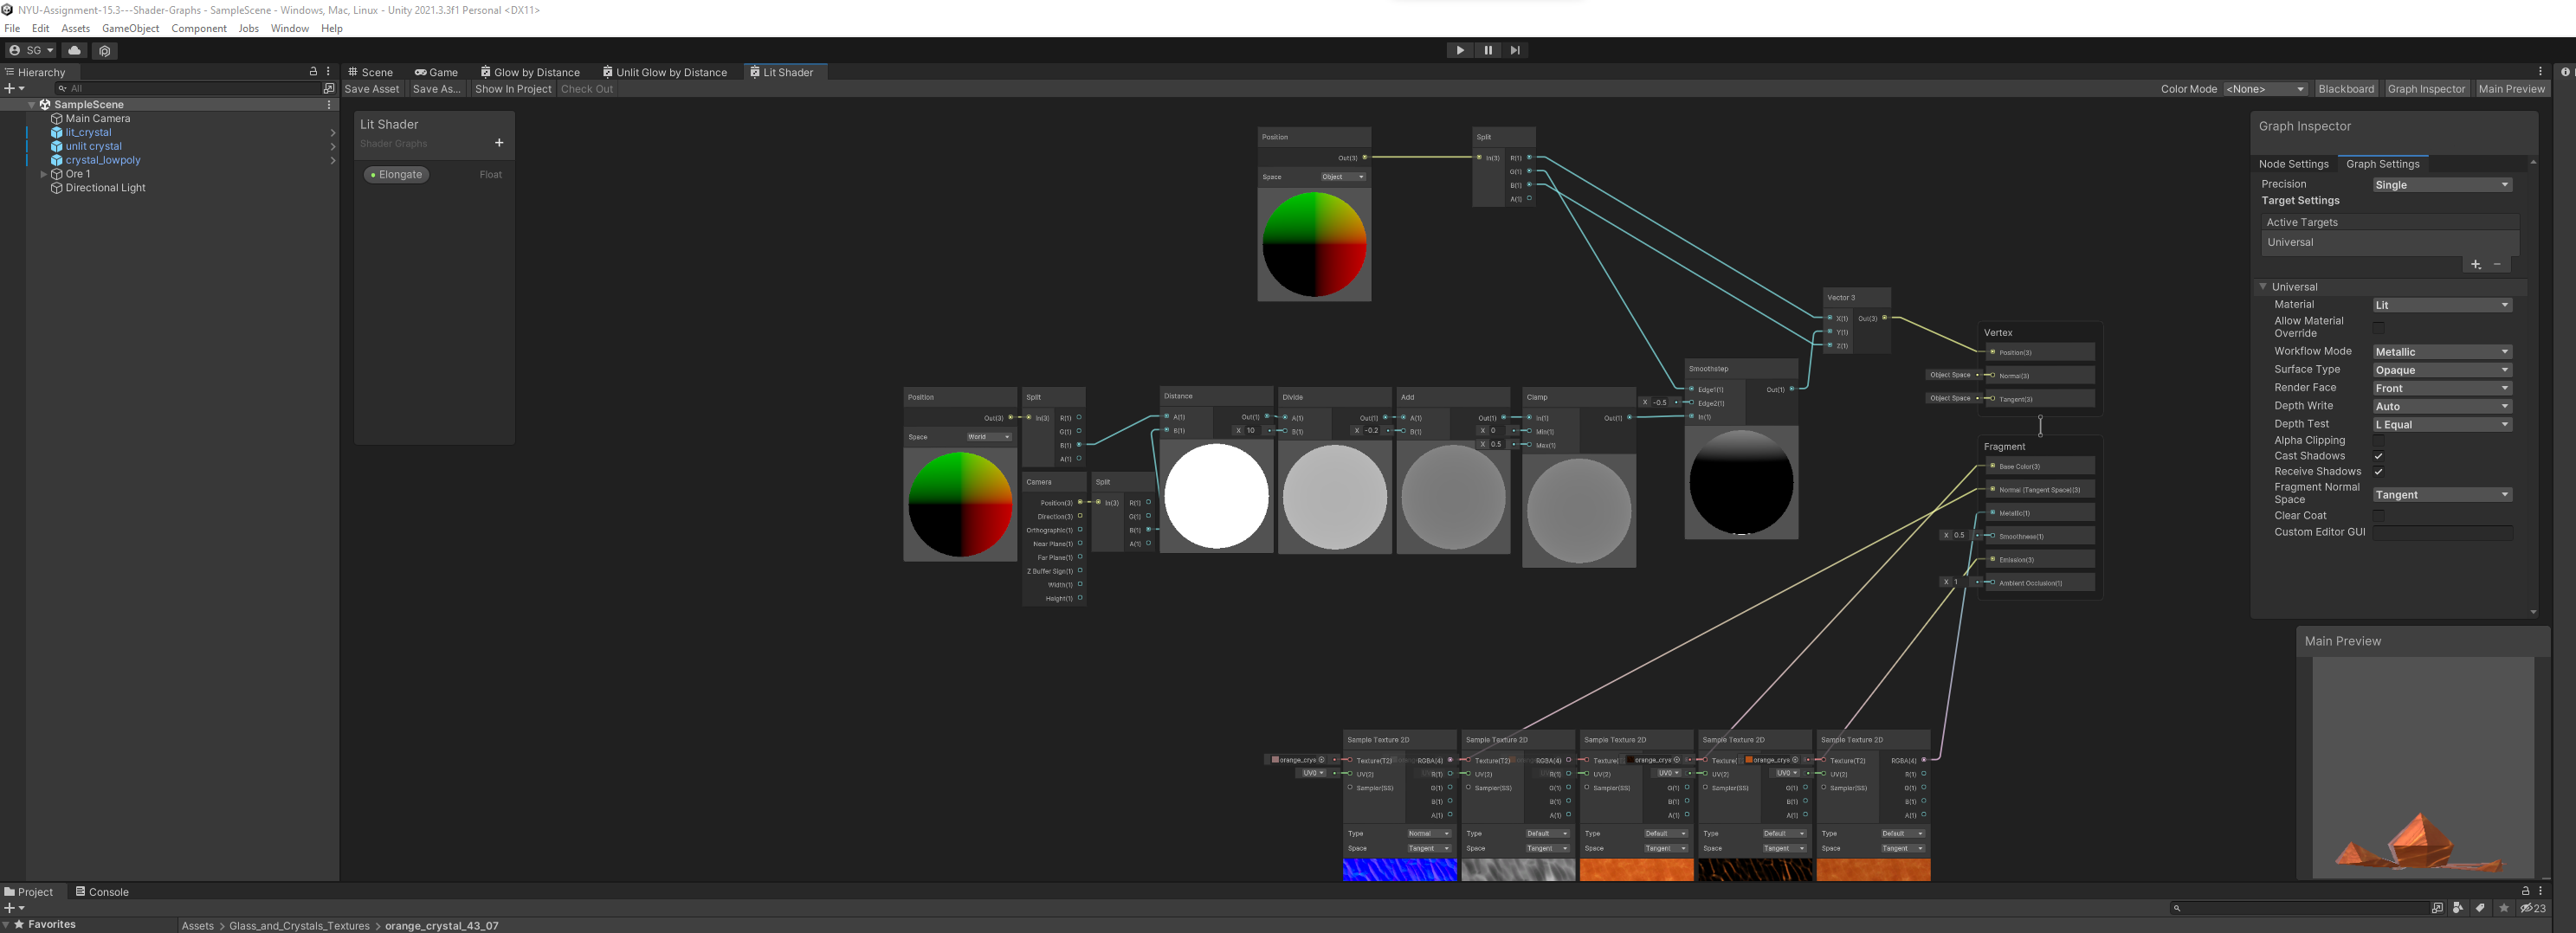 NYU-Assignment-15.3---Shader-Graphs - SampleScene - Windows, Mac, Linux - Unity 2021.3.3f1 Personal <DX11>
File Edit Assets GameObject Component Jobs Window Help
SG
Hierarchy
All
SampleScene
Main Camera
lit_crystal
unlit crystal
crystal_lowpoly
Ore 1
Directional Light
Scene Game Glow by Distance Unlit Glow by Distance Lit Shader
Save Asset Save As... Show In Project Check Out
Color Mode <None> Blackboard Graph Inspector Main Preview
Lit Shader
Shader Graphs
Elongate Float
Position
Out(3)
Space Object
Split
In(3) R(1)
G(1)
B(1)
A(1)
Vector 3
X(1) Out(3)
Y(1)
Z(1)
Position
Out(3)
Space World
Split
In(3) R(1)
G(1)
B(1)
A(1)
Camera
Position(3)
Direction(3)
Orthographic(1)
Near Plane(1)
Far Plane(1)
Z Buffer Sign(1)
Width(1)
Height(1)
Split
In(3) R(1)
G(1)
B(1)
A(1)
Distance
A(1) Out(1)
B(1)
Divide
A(1) Out(1)
X 10 B(1)
Add
A(1) Out(1)
X -0.2 B(1)
Clamp
In(1) Out(1)
X 0 Min(1)
X 0.5 Max(1)
Smoothstep
Edge1(1) Out(1)
X -0.5 Edge2(1)
In(1)
Vertex
Position(3)
Object Space Normal(3)
Object Space Tangent(3)
Fragment
Base Color(3)
Normal (Tangent Space)(3)
Metallic(1)
X 0.5 Smoothness(1)
Emission(3)
X 1 Ambient Occlusion(1)
Sample Texture 2D Sample Texture 2D Sample Texture 2D Sample Texture 2D Sample Texture 2D
orange_crys Texture(T2) RGBA(4) Texture(T2) RGBA(4) Texture( orange_crys Texture( orange_crys Texture(T2) RGBA(4)
UV0 UV(2) R(1) UV(2) R(1) UV(2) UV0 UV(2) UV0 UV(2) R(1)
Sampler(SS) G(1) Sampler(SS) G(1) Sampler(SS) G(1) Sampler(SS) G(1) Sampler(SS) G(1)
B(1) B(1) B(1) B(1) B(1)
A(1) A(1) A(1) A(1) A(1)
Type Normal Type Default Type Default Type Default Type Default
Space Tangent Space Tangent Space Tangent Space Tangent Space Tangent
Graph Inspector
Node Settings Graph Settings
Precision Single
Target Settings
Active Targets
Universal
Universal
Material Lit
Allow Material
Override
Workflow Mode Metallic
Surface Type Opaque
Render Face Front
Depth Write Auto
Depth Test L Equal
Alpha Clipping
Cast Shadows
Receive Shadows
Fragment Normal
Space Tangent
Clear Coat
Custom Editor GUI
Main Preview
Project Console
23
Favorites
Assets > Glass_and_Crystals_Textures > orange_crystal_43_07